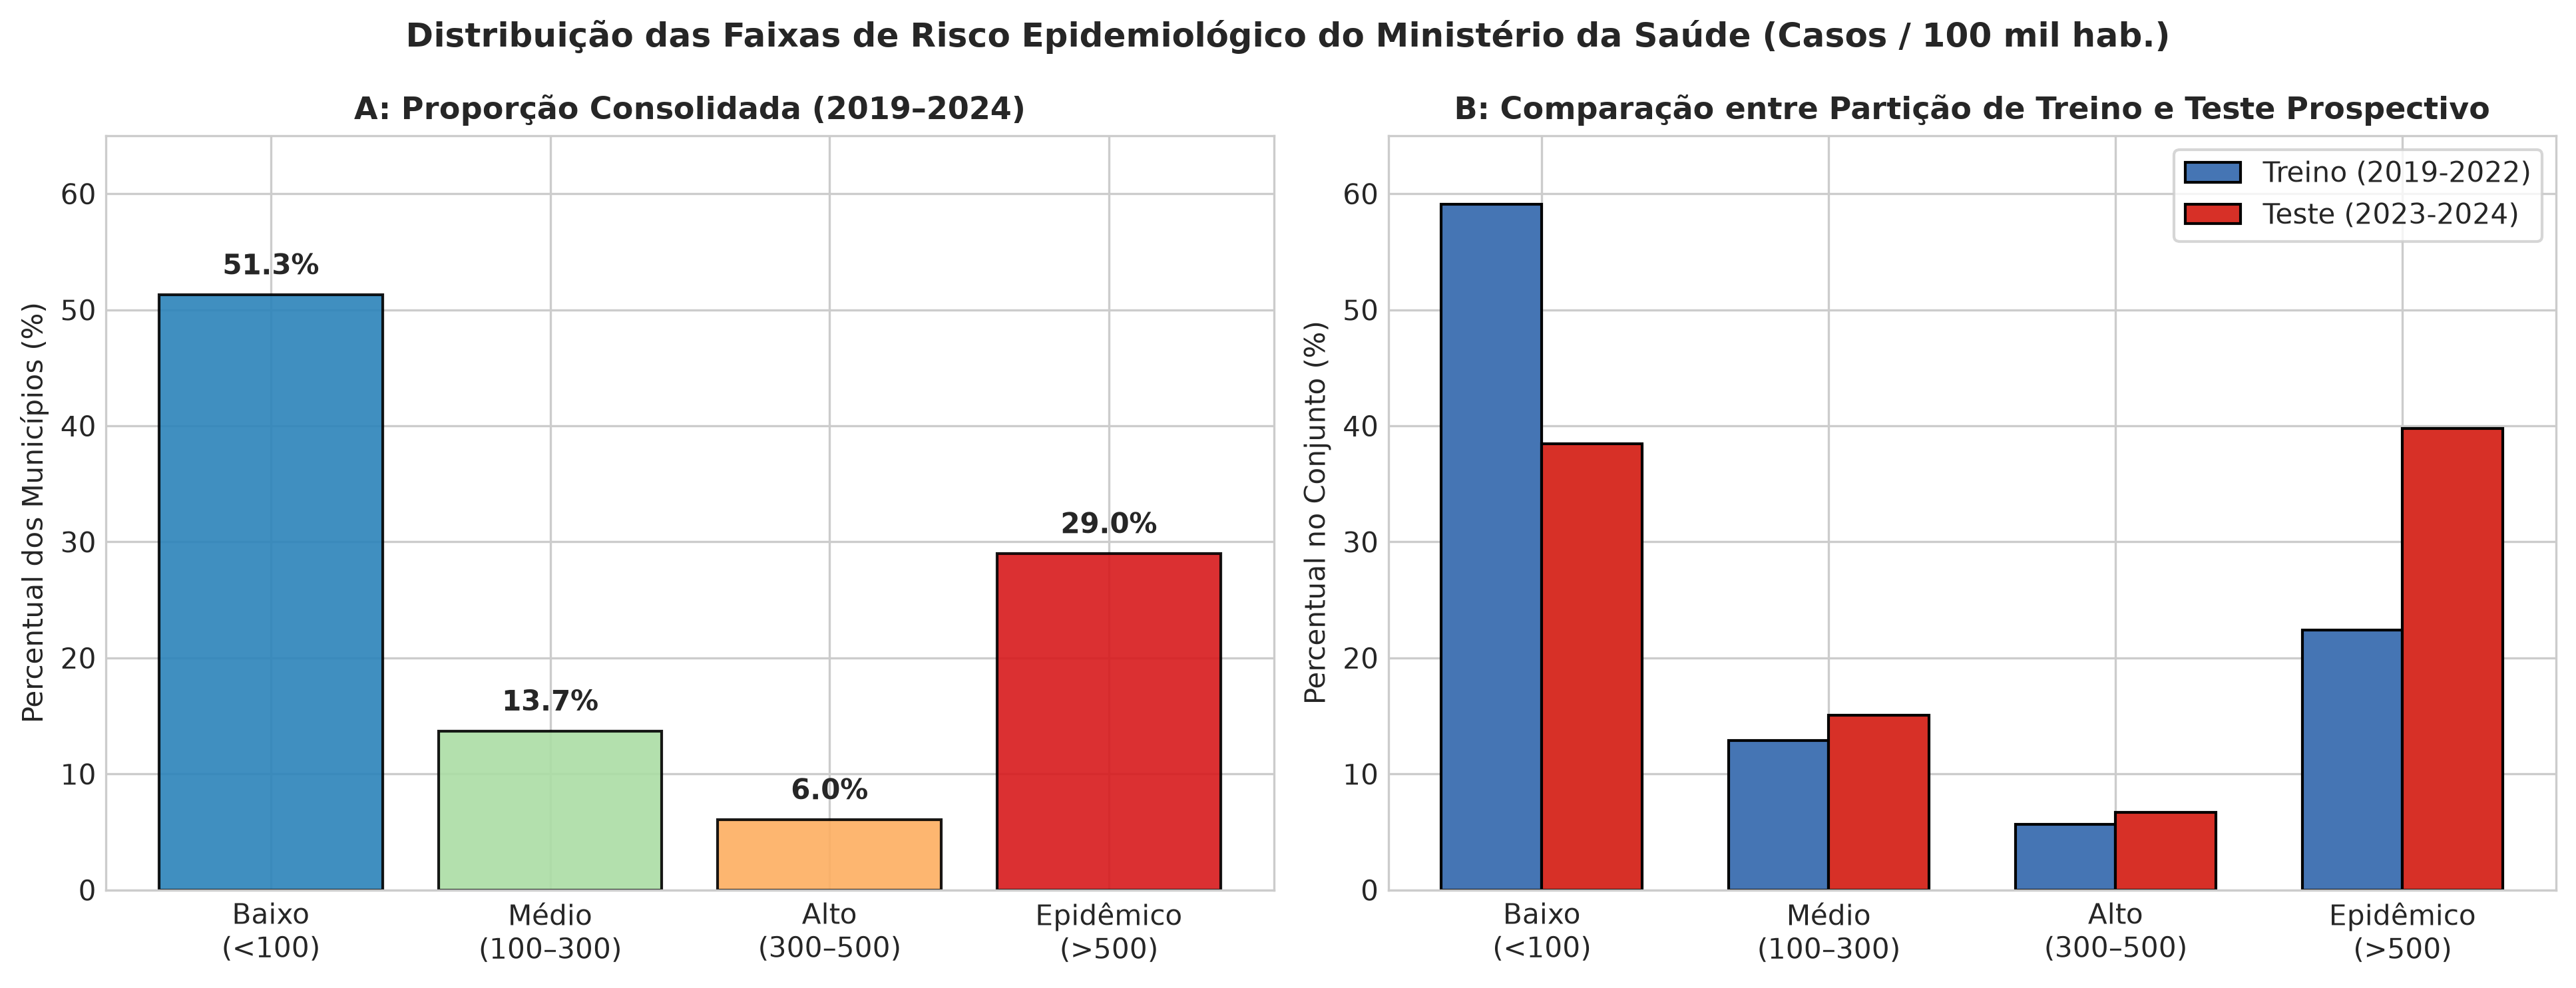 Distribuição das Faixas de Risco Epidemiológico do Ministério da Saúde (Casos / 100 mil hab.)
A: Proporção Consolidada (2019–2024)
Percentual dos Municípios (%)
60
50
40
30
20
10
0
51.3%
13.7%
6.0%
29.0%
Baixo
(<100)
Médio
(100–300)
Alto
(300–500)
Epidêmico
(>500)
B: Comparação entre Partição de Treino e Teste Prospectivo
Percentual no Conjunto (%)
60
50
40
30
20
10
0
Treino (2019-2022)
Teste (2023-2024)
Baixo
(<100)
Médio
(100–300)
Alto
(300–500)
Epidêmico
(>500)